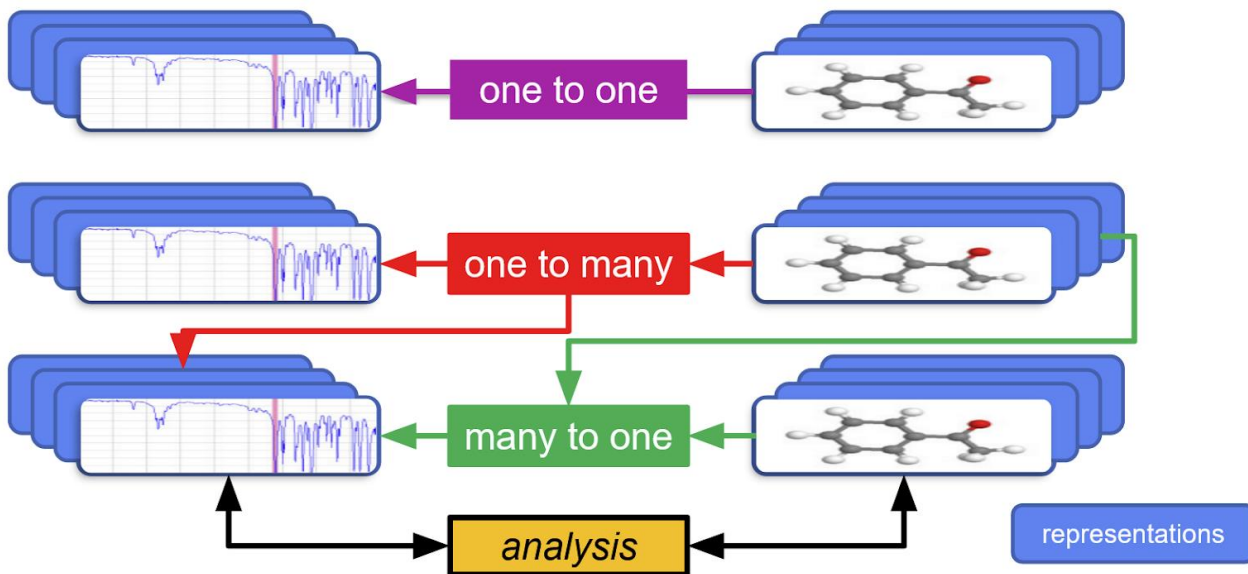 one to one
one to many
many to one
analysis
representations